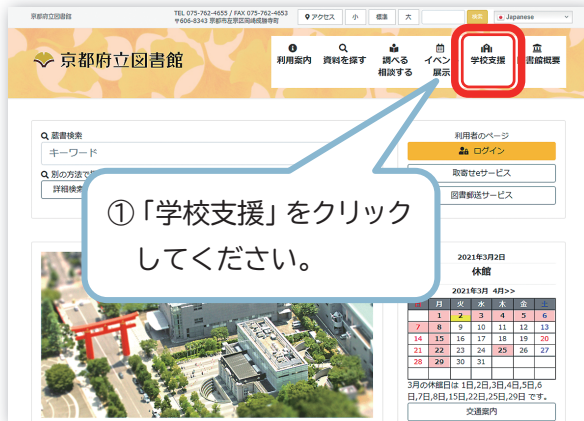 京都府立図書館
TEL 075-762-4655 / FAX 075-762-4653
〒606-8343 京都市左京区岡崎成勝寺町
アクセス
小
標準
大
検索
Japanese
京都府立図書館
利用案内
資料を探す
調べる
相談する
イベン
展示
学校支援
書館概要
蔵書検索
キーワード
別の方法で
詳細検索
利用者のページ
ログイン
取寄せeサービス
図書郵送サービス
①「学校支援」をクリック
してください。
2021年3月2日
休館
2021年3月 4月>>
月 火 水 木 金 土
1 2 3 4 5 6
7 8 9 10 11 12 13
14 15 16 17 18 19 20
21 22 23 24 25 26 27
28 29 30 31
3月の休館日は 1日,2日,3日,4日,5日,6
日,7日,8日,15日,22日,25日,29日 です。
交通案内